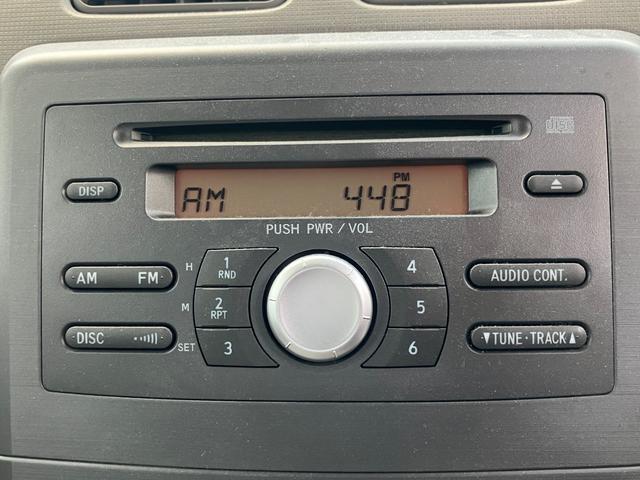 DISC
PM
AM 448
DISP
PUSH PWR / VOL
AM FM
H
1
RND
4
AUDIO CONT.
M
2
RPT
5
DISC
SET
3
6
▼TUNE·TRACK▲